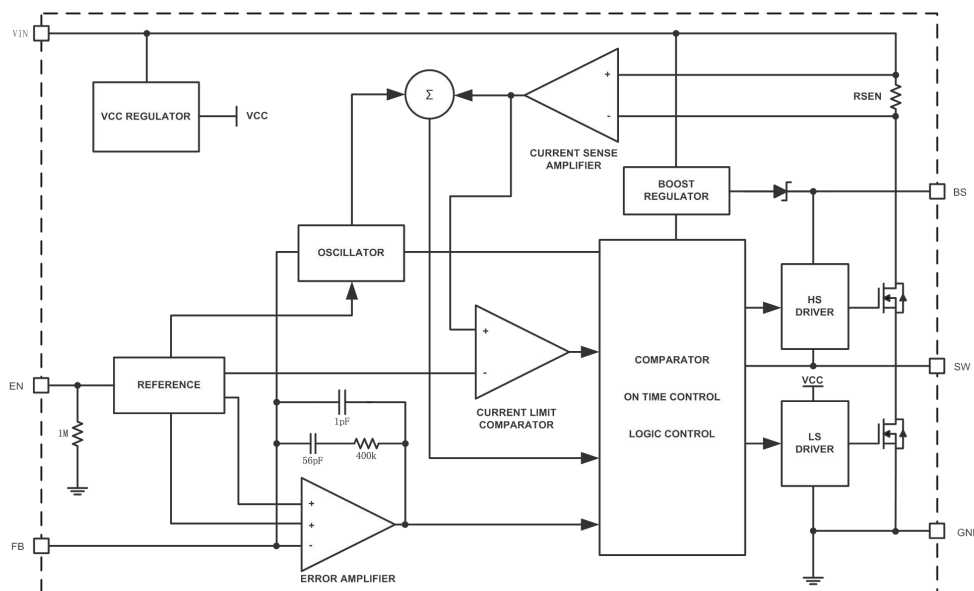 VIN
VCC REGULATOR
VCC
Σ
+
-
CURRENT SENSE
AMPLIFIER
RSEN
BOOST
REGULATOR
BS
OSCILLATOR
HS
DRIVER
+
-
CURRENT LIMIT
COMPARATOR
COMPARATOR
ON TIME CONTROL
LOGIC CONTROL
SW
EN
REFERENCE
1M
1pF
56pF
400k
VCC
LS
DRIVER
+
+
-
ERROR AMPLIFIER
FB
GN